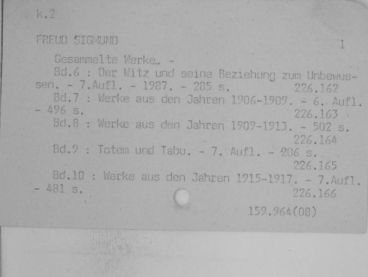 K.2
FREUD SIGMUND I
Gesammelte Werke. -
Bd.6 : Der Witz und seine Beziehung zum Unbewus-
sen. - 7.Aufl. - 1987. - 285 s. 226.162
Bd.7 : Werke aus den Jahren 1906-1909. - 6. Aufl.
- 496 s. 226.163
Bd.8 : Werke aus den Jahren 1909-1913. - 502 s.
226.164
Bd.9 : Totem und Tabu. - 7. Aufl. - 206 s.
226.165
Bd.10 : Werke aus den Jahren 1915-1917. - 7.Aufl.
- 481 s. 226.166
159.964(08)